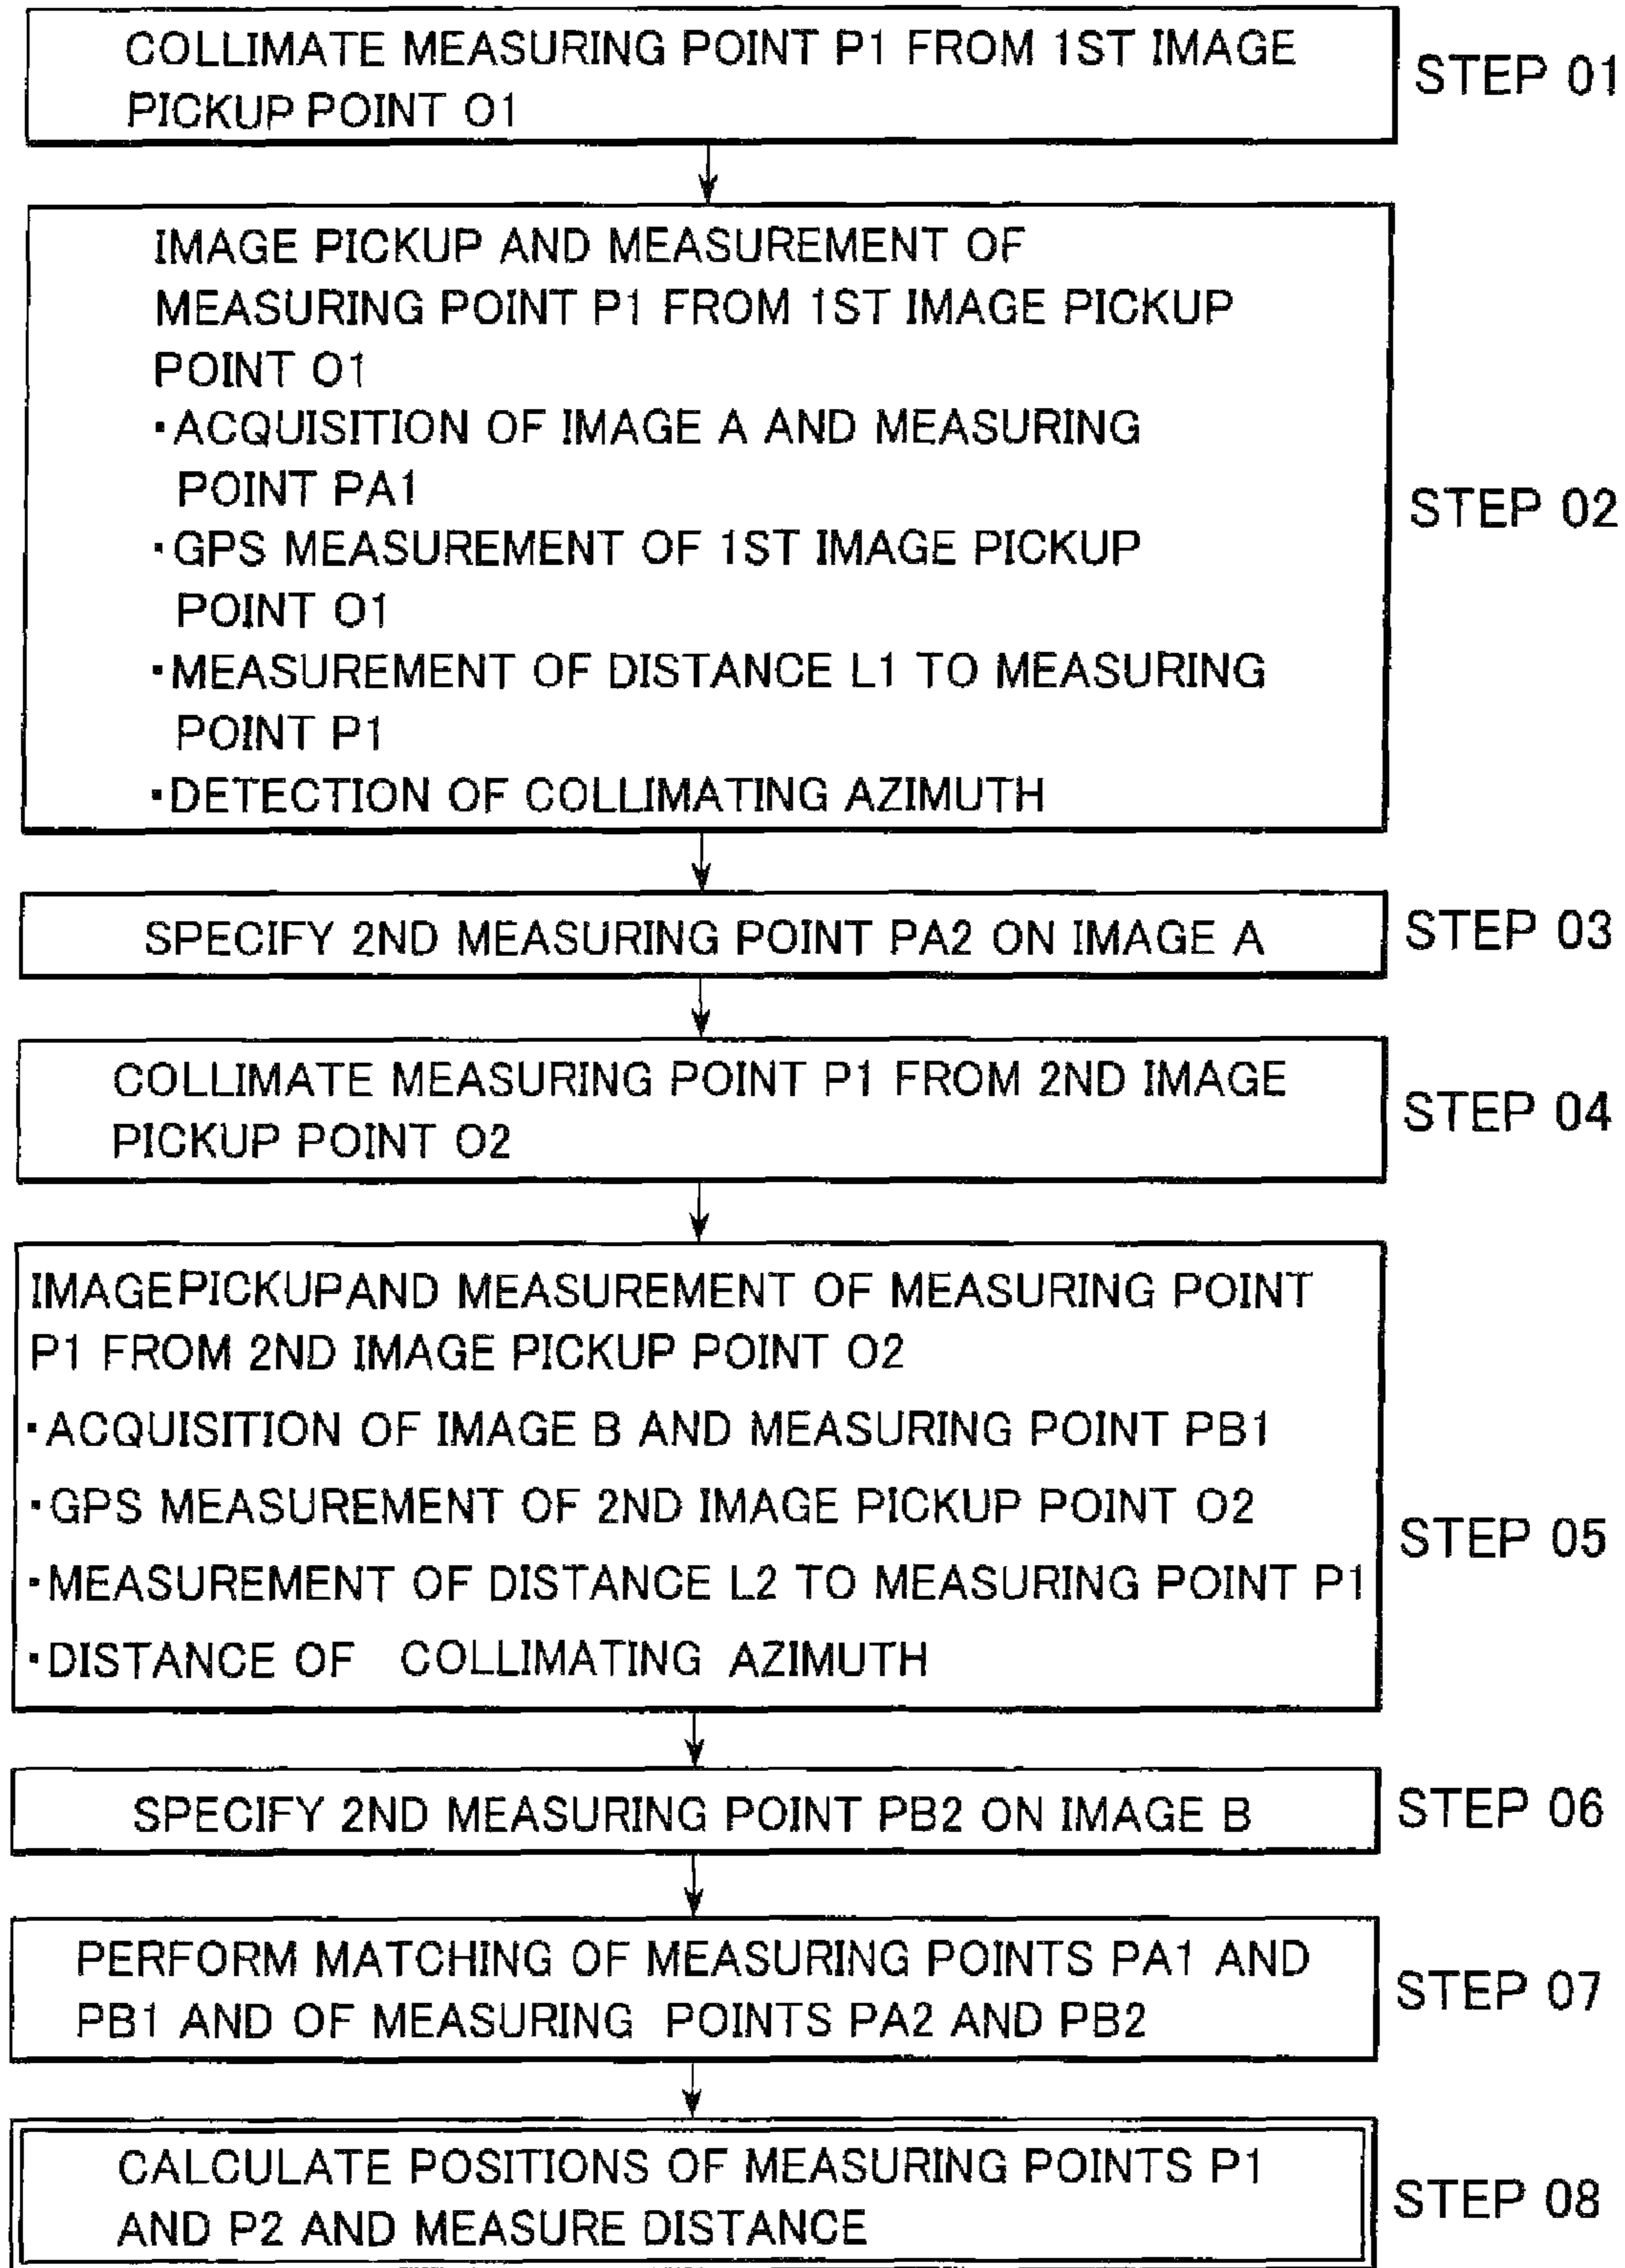 COLLIMATE MEASURING POINT P1 FROM 1ST IMAGE
PICKUP POINT O1
STEP 01
IMAGE PICKUP AND MEASUREMENT OF
MEASURING POINT P1 FROM 1ST IMAGE PICKUP
POINT O1
·ACQUISITION OF IMAGE A AND MEASURING
POINT PA1
·GPS MEASUREMENT OF 1ST IMAGE PICKUP
POINT O1
·MEASUREMENT OF DISTANCE L1 TO MEASURING
POINT P1
·DETECTION OF COLLIMATING AZIMUTH
STEP 02
SPECIFY 2ND MEASURING POINT PA2 ON IMAGE A
STEP 03
COLLIMATE MEASURING POINT P1 FROM 2ND IMAGE
PICKUP POINT O2
STEP 04
IMAGE PICKUP AND MEASUREMENT OF MEASURING POINT
P1 FROM 2ND IMAGE PICKUP POINT O2
·ACQUISITION OF IMAGE B AND MEASURING POINT PB1
·GPS MEASUREMENT OF 2ND IMAGE PICKUP POINT O2
·MEASUREMENT OF DISTANCE L2 TO MEASURING POINT P1
·DISTANCE OF COLLIMATING AZIMUTH
STEP 05
SPECIFY 2ND MEASURING POINT PB2 ON IMAGE B
STEP 06
PERFORM MATCHING OF MEASURING POINTS PA1 AND
PB1 AND OF MEASURING POINTS PA2 AND PB2
STEP 07
CALCULATE POSITIONS OF MEASURING POINTS P1
AND P2 AND MEASURE DISTANCE
STEP 08